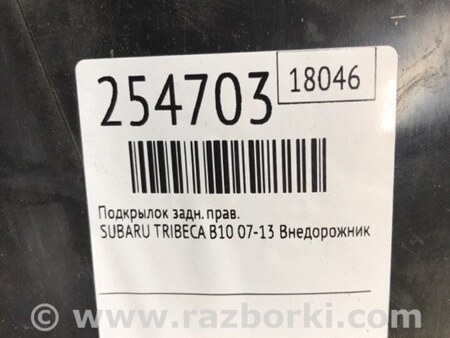 254703
18046
Подкрылок задн. прав.
SUBARU TRIBECA B10 07-13 Внедорожник
© www.razborki.com